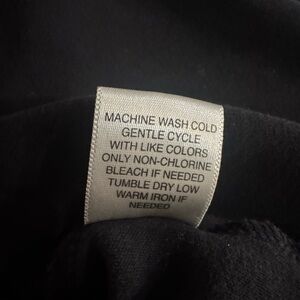 MACHINE WASH COLD
GENTLE CYCLE
WITH LIKE COLORS
ONLY NON-CHLORINE
BLEACH IF NEEDED
TUMBLE DRY LOW
WARM IRON IF
NEEDED